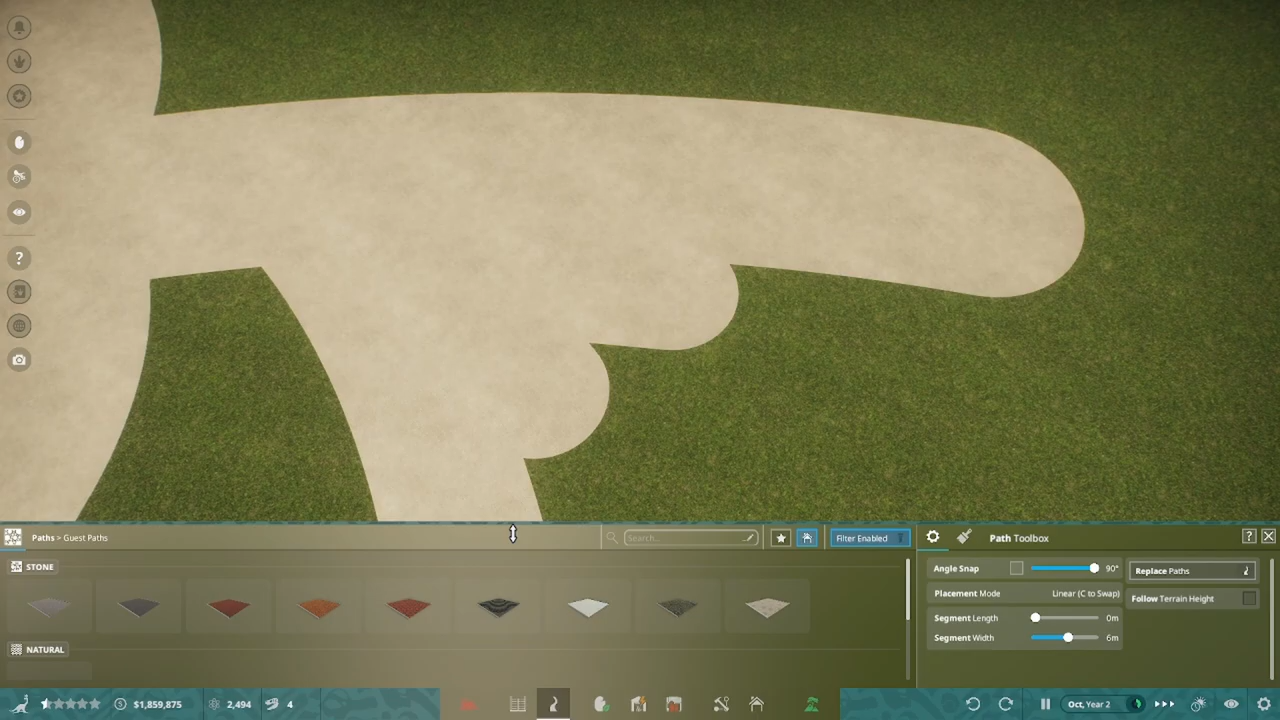 ?
Paths > Guest Paths
Search...
Filter Enabled
Path Toolbox
?
STONE
Angle Snap
90°
Replace Paths
Placement Mode
Linear (C to Swap)
Follow Terrain Height
Segment Length
0m
Segment Width
6m
NATURAL
$1,859,875
2,494
4
Oct, Year 2